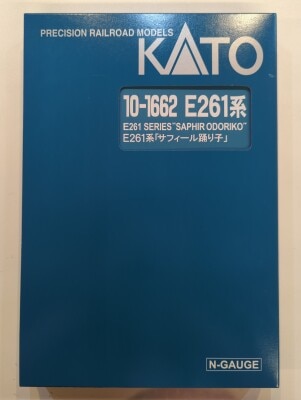 PRECISION RAILROAD MODELS
KATO
10-1662 E261系
E261 SERIES "SAPHIR ODORIKO"
E261系「サフィール踊り子」
N-GAUGE